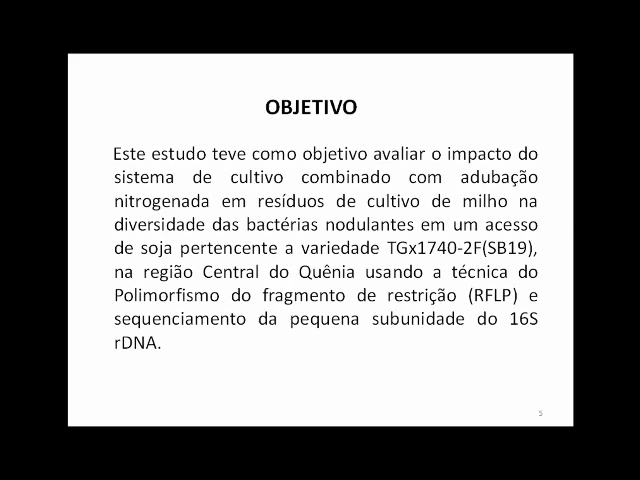 OBJETIVO
Este estudo teve como objetivo avaliar o impacto do
sistema de cultivo combinado com adubação
nitrogenada em resíduos de cultivo de milho na
diversidade das bactérias nodulantes em um acesso
de soja pertencente a variedade TGx1740-2F(SB19),
na região Central do Quênia usando a técnica do
Polimorfismo do fragmento de restrição (RFLP) e
sequenciamento da pequena subunidade do 16S
rDNA.
5